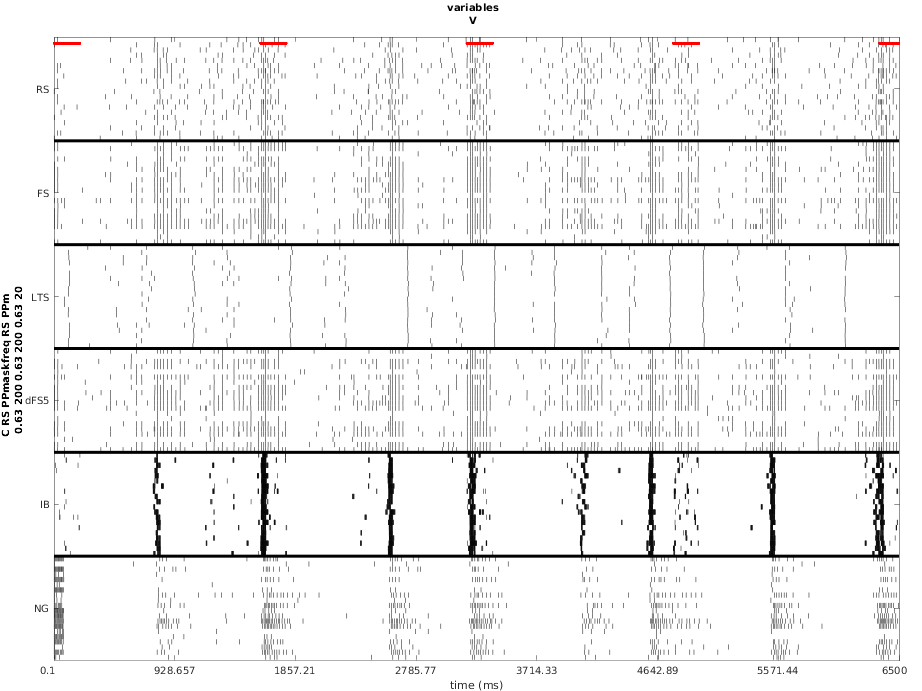 variables
V
C RS PPmaskfreq RS PPm
0.63 200 0.63 200 0.63 20
RS
FS
LTS
dFS5
IB
NG
0.1 928.657 1857.21 2785.77 3714.33 4642.89 5571.44 6500
time (ms)